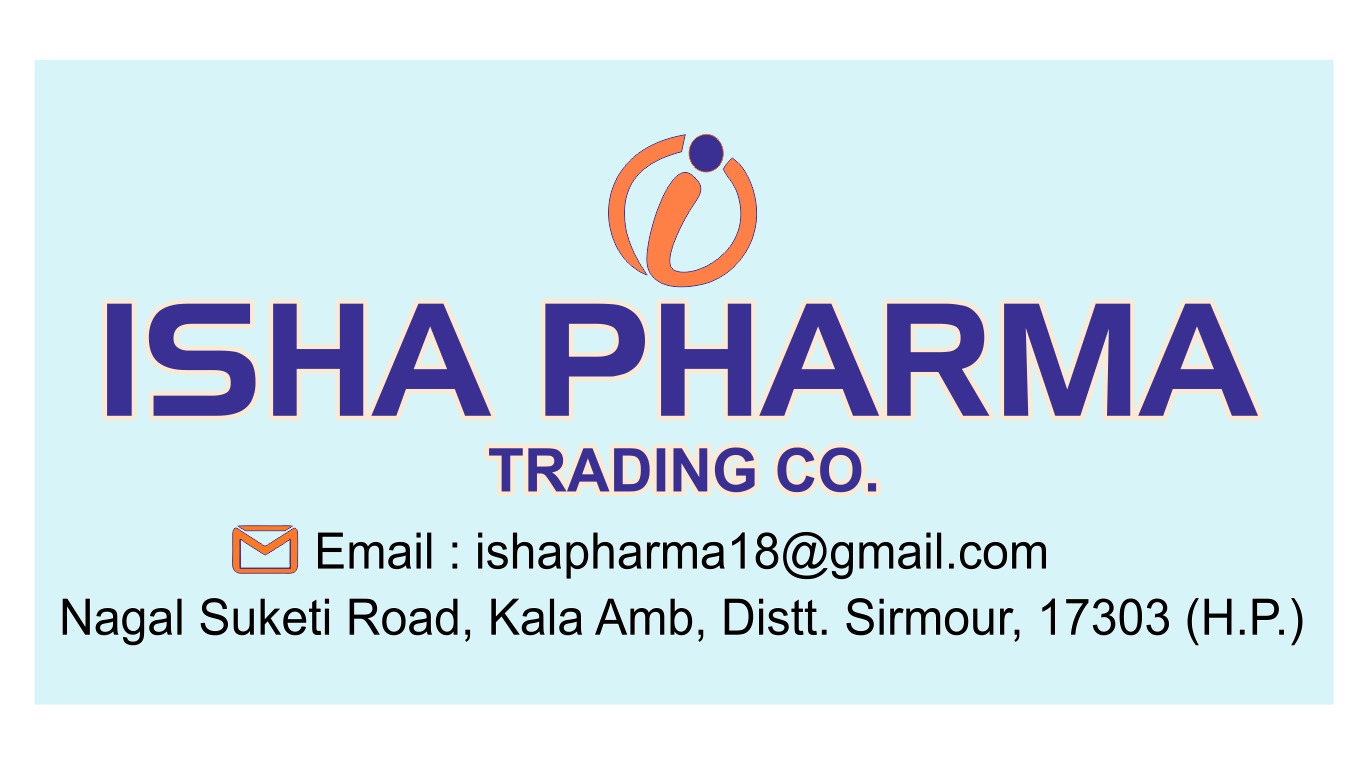 ISHA PHARMA
TRADING CO.
Email : ishapharma18@gmail.com
Nagal Suketi Road, Kala Amb, Distt. Sirmour, 17303 (H.P.)